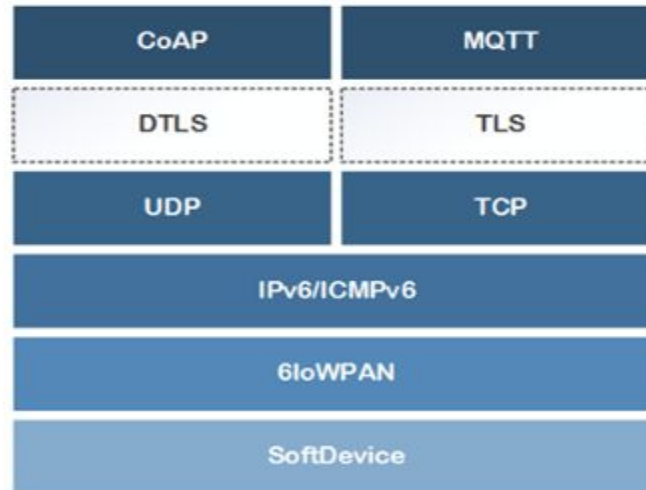 CoAP MQTT
DTLS TLS
UDP TCP
IPv6/ICMPv6
6loWPAN
SoftDevice